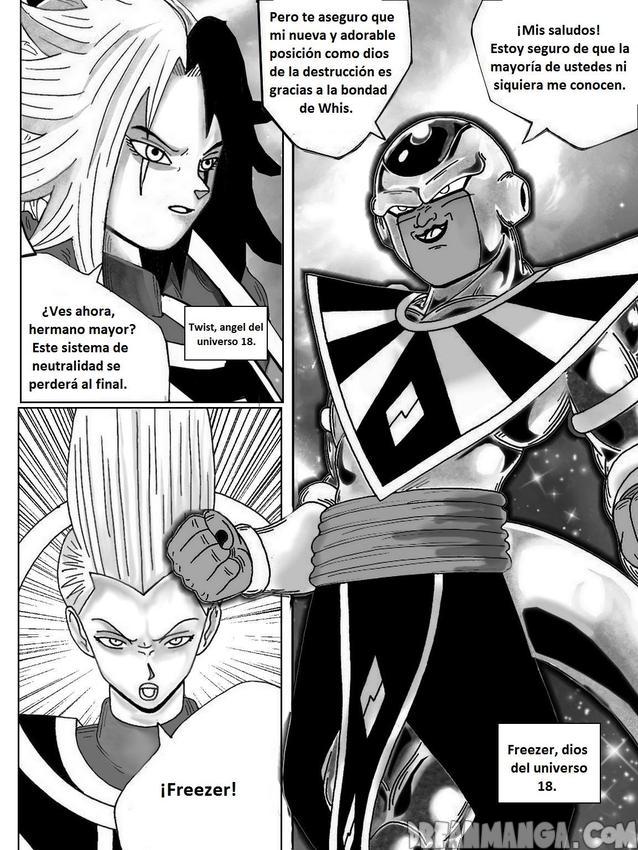 ¡Mis saludos!
Estoy seguro de que la
mayoría de ustedes ni
siquiera me conocen.
Pero te aseguro que
mi nueva y adorable
posición como dios
de la destrucción es
gracias a la bondad
de Whis.
¿Ves ahora,
hermano mayor?
Este sistema de
neutralidad se
perderá al final.
Twist, angel del
universo 18.
¡Freezer!
Freezer, dios
del universo
18.
DBFANMANGA.COM